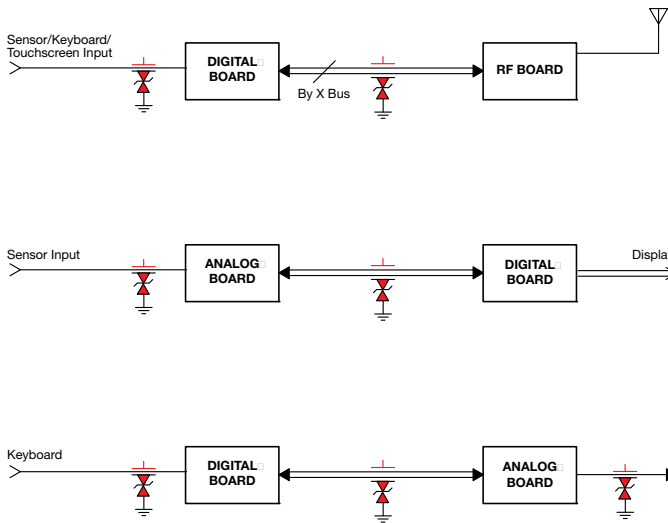 Sensor/Keyboard/
Touchscreen Input
DIGITAL
BOARD
By X Bus
RF BOARD
Sensor Input
ANALOG
BOARD
DIGITAL
BOARD
Display
Keyboard
DIGITAL
BOARD
ANALOG
BOARD